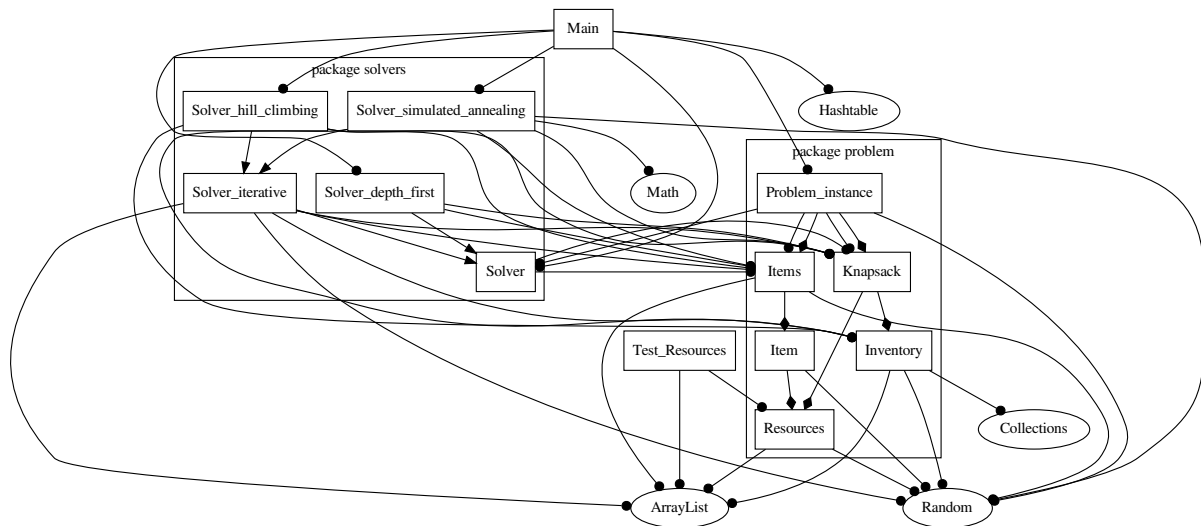 Main
package solvers
Solver_hill_climbing
Solver_simulated_annealing
Hashtable
package problem
Solver_iterative
Solver_depth_first
Math
Problem_instance
Solver
Items
Knapsack
Test_Resources
Item
Inventory
Resources
Collections
ArrayList
Random